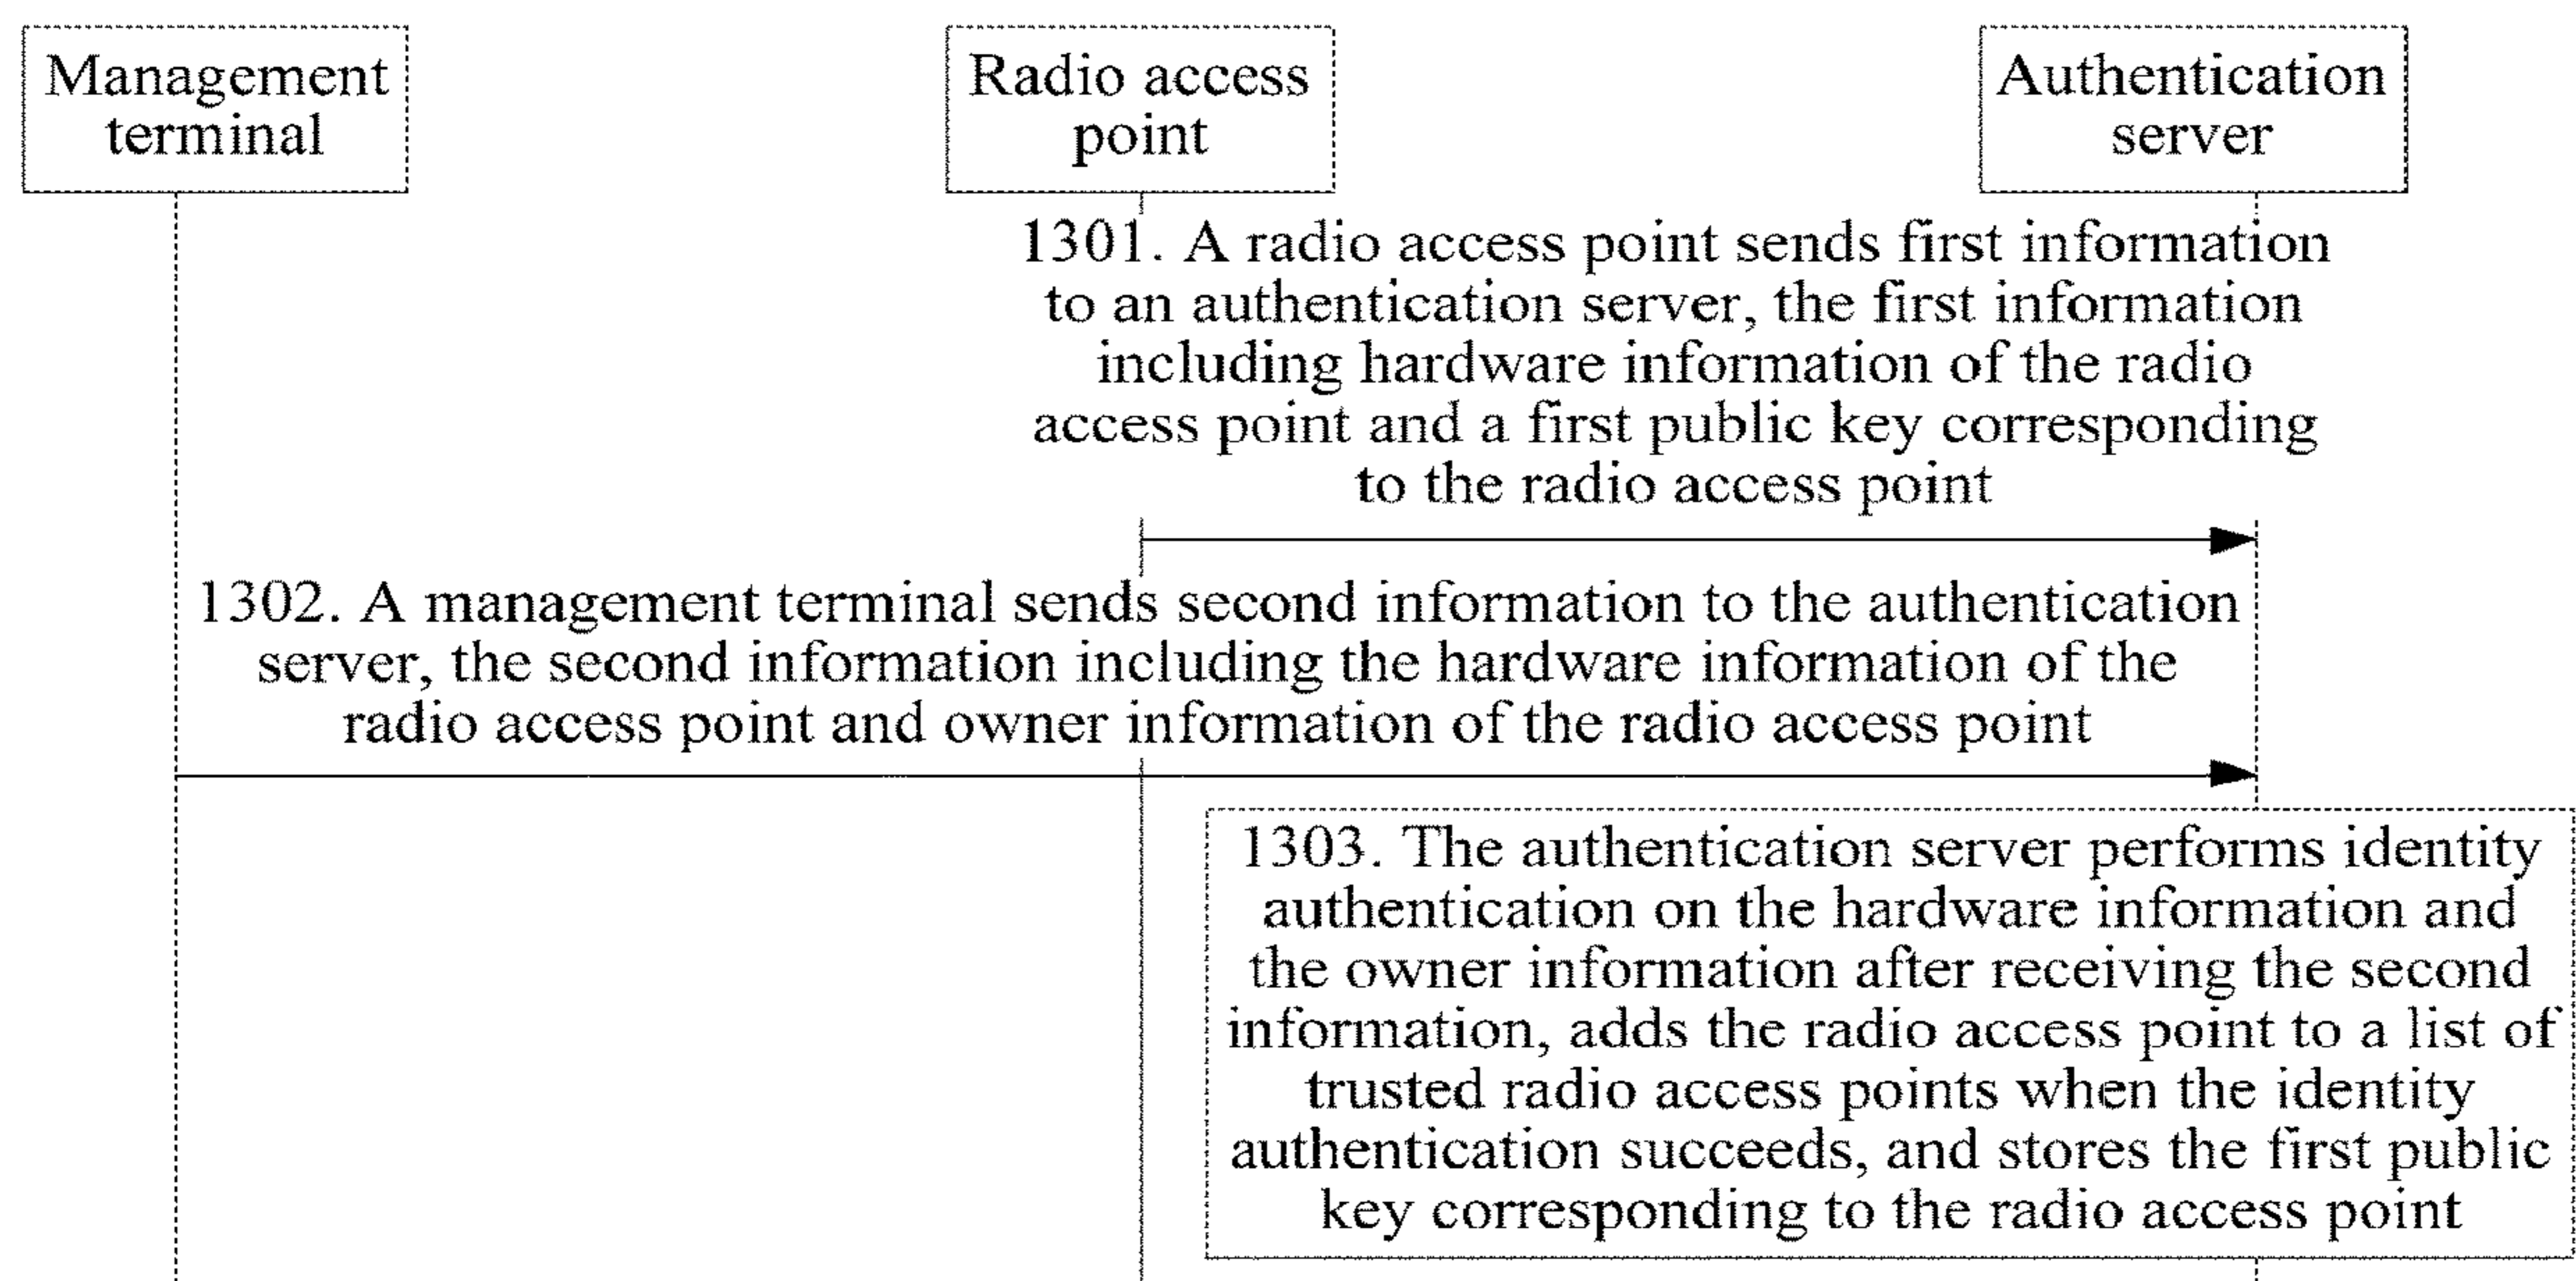 Management
terminal
Radio access
point
Authentication
server
1301. A radio access point sends first information
to an authentication server, the first information
including hardware information of the radio
access point and a first public key corresponding
to the radio access point
1302. A management terminal sends second information to the authentication
server, the second information including the hardware information of the
radio access point and owner information of the radio access point
1303. The authentication server performs identity
authentication on the hardware information and
the owner information after receiving the second
information, adds the radio access point to a list of
trusted radio access points when the identity
authentication succeeds, and stores the first public
key corresponding to the radio access point